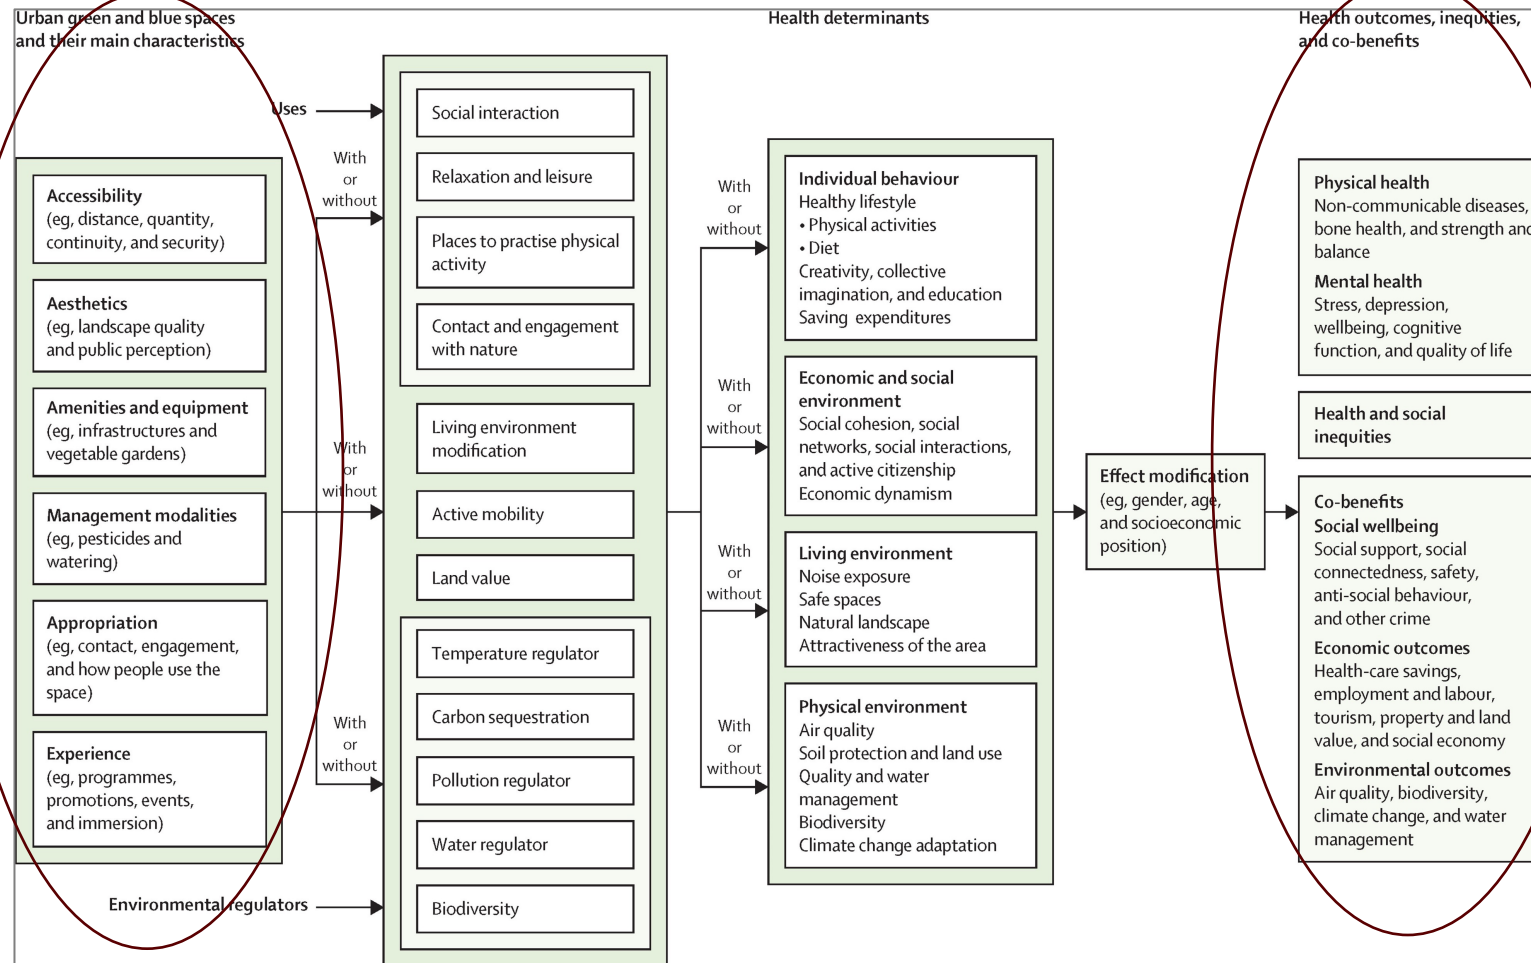 Urban green and blue spaces
and their main characteristics
Accessibility
(eg, distance, quantity,
continuity, and security)
Aesthetics
(eg, landscape quality
and public perception)
Amenities and equipment
(eg, infrastructures and
vegetable gardens)
Management modalities
(eg, pesticides and
watering)
Appropriation
(eg, contact, engagement,
and how people use the
space)
Experience
(eg, programmes,
promotions, events,
and immersion)
Uses
With
or
without
With
or
without
With
or
without
Environmental regulators
Social interaction
Relaxation and leisure
Places to practise physical
activity
Contact and engagement
with nature
Living environment
modification
Active mobility
Land value
Temperature regulator
Carbon sequestration
Pollution regulator
Water regulator
Biodiversity
With
or
without
With
or
without
With
or
without
With
or
without
Health determinants
Individual behaviour
Healthy lifestyle
• Physical activities
• Diet
Creativity, collective
imagination, and education
Saving expenditures
Economic and social
environment
Social cohesion, social
networks, social interactions,
and active citizenship
Economic dynamism
Living environment
Noise exposure
Safe spaces
Natural landscape
Attractiveness of the area
Physical environment
Air quality
Soil protection and land use
Quality and water
management
Biodiversity
Climate change adaptation
Effect modification
(eg, gender, age,
and socioeconomic
position)
Health outcomes, inequities,
and co-benefits
Physical health
Non-communicable diseases,
bone health, and strength and
balance
Mental health
Stress, depression,
wellbeing, cognitive
function, and quality of life
Health and social
inequities
Co-benefits
Social wellbeing
Social support, social
connectedness, safety,
anti-social behaviour,
and other crime
Economic outcomes
Health-care savings,
employment and labour,
tourism, property and land
value, and social economy
Environmental outcomes
Air quality, biodiversity,
climate change, and water
management